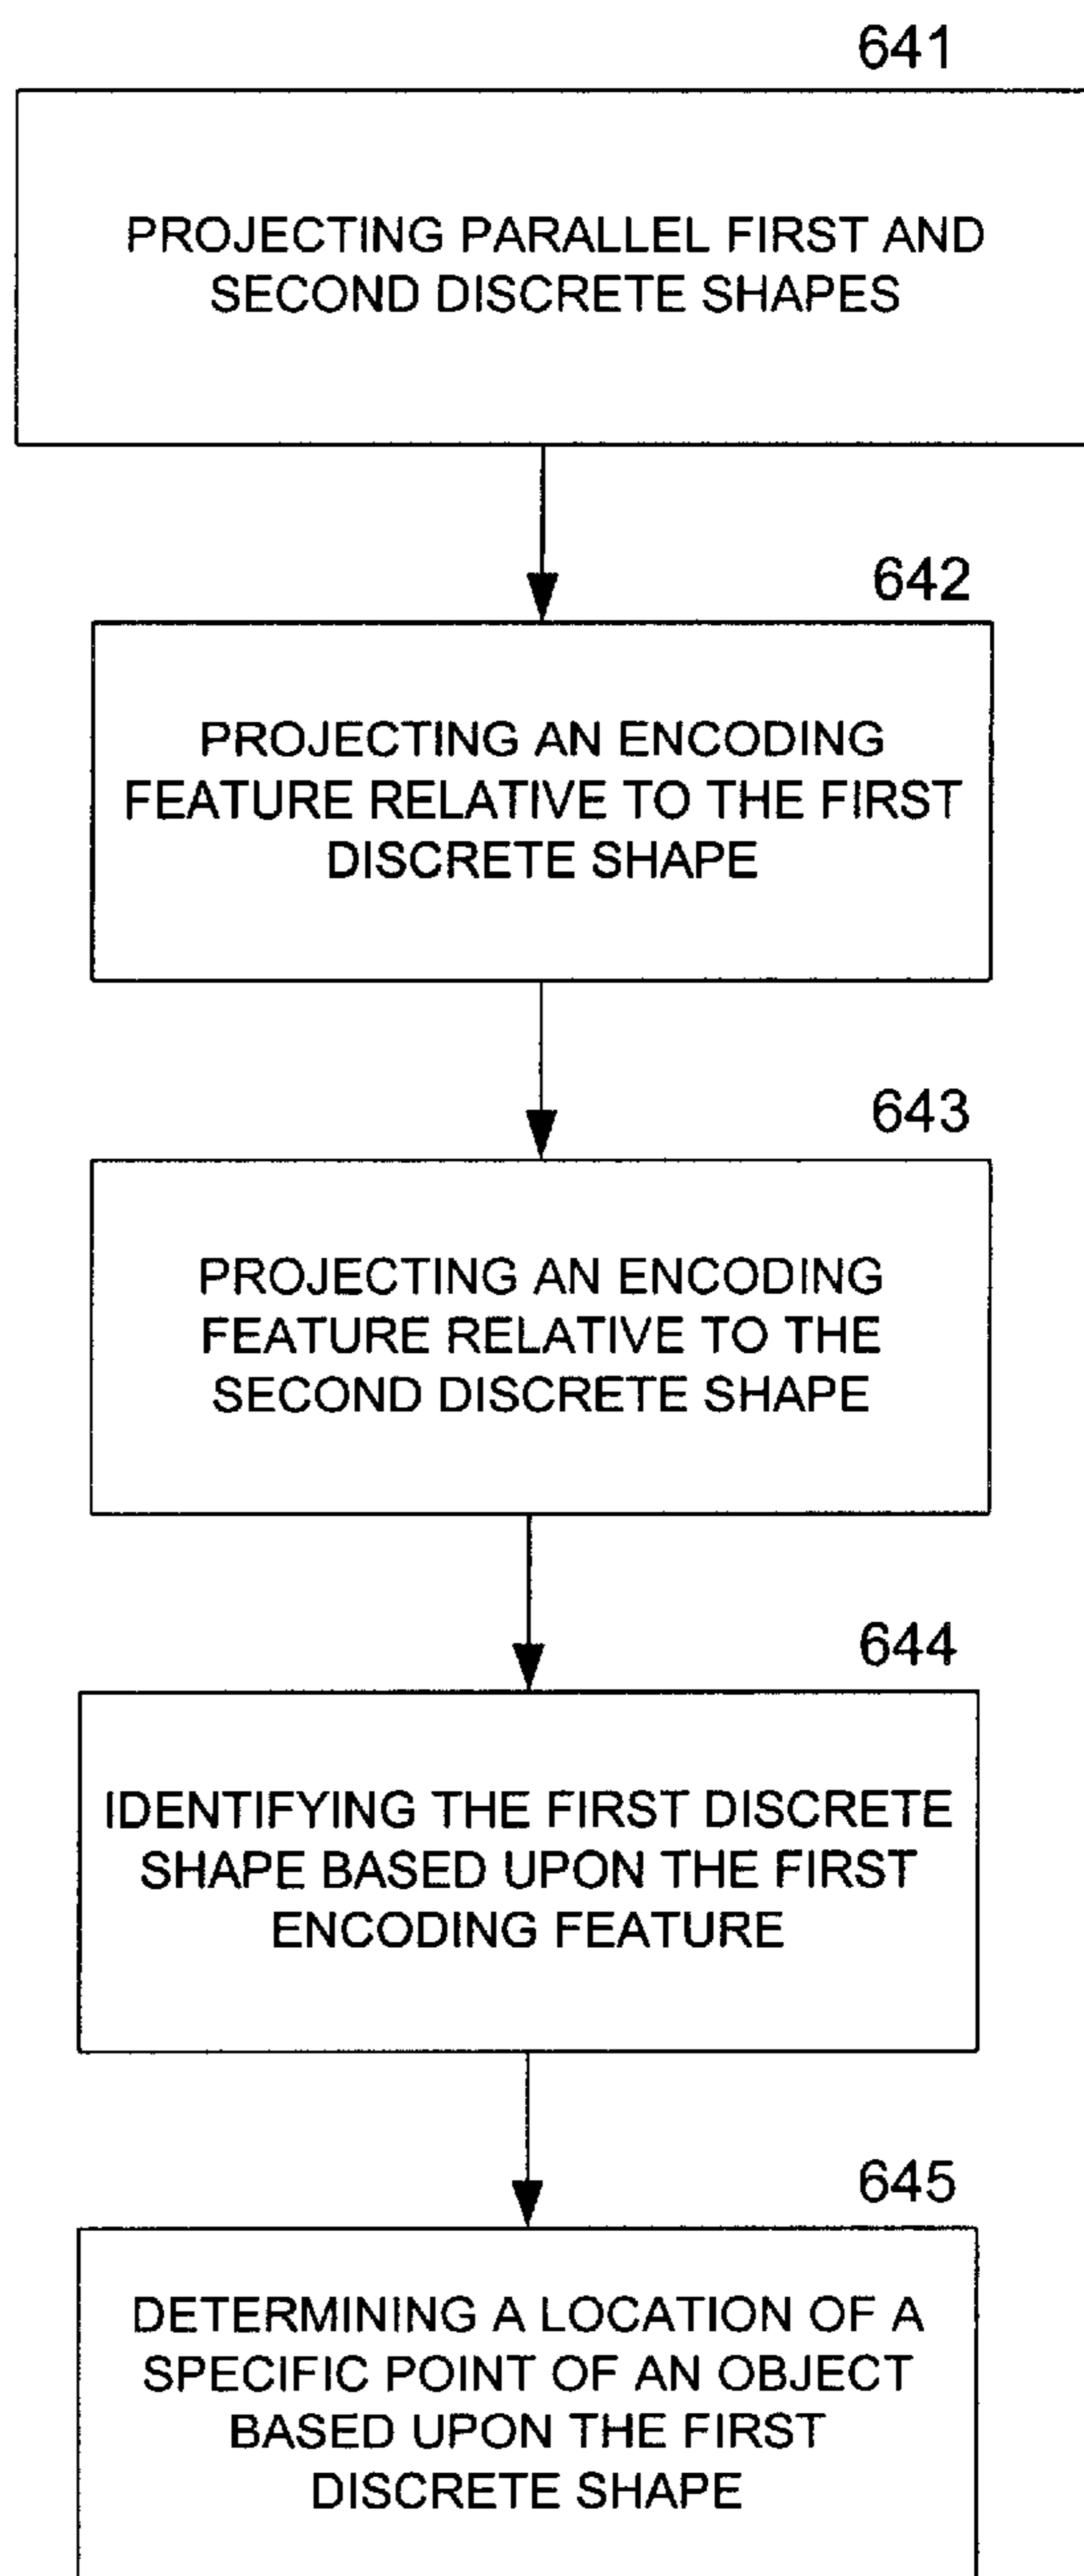 641
PROJECTING PARALLEL FIRST AND
SECOND DISCRETE SHAPES
642
PROJECTING AN ENCODING
FEATURE RELATIVE TO THE FIRST
DISCRETE SHAPE
643
PROJECTING AN ENCODING
FEATURE RELATIVE TO THE
SECOND DISCRETE SHAPE
644
IDENTIFYING THE FIRST DISCRETE
SHAPE BASED UPON THE FIRST
ENCODING FEATURE
645
DETERMINING A LOCATION OF A
SPECIFIC POINT OF AN OBJECT
BASED UPON THE FIRST
DISCRETE SHAPE